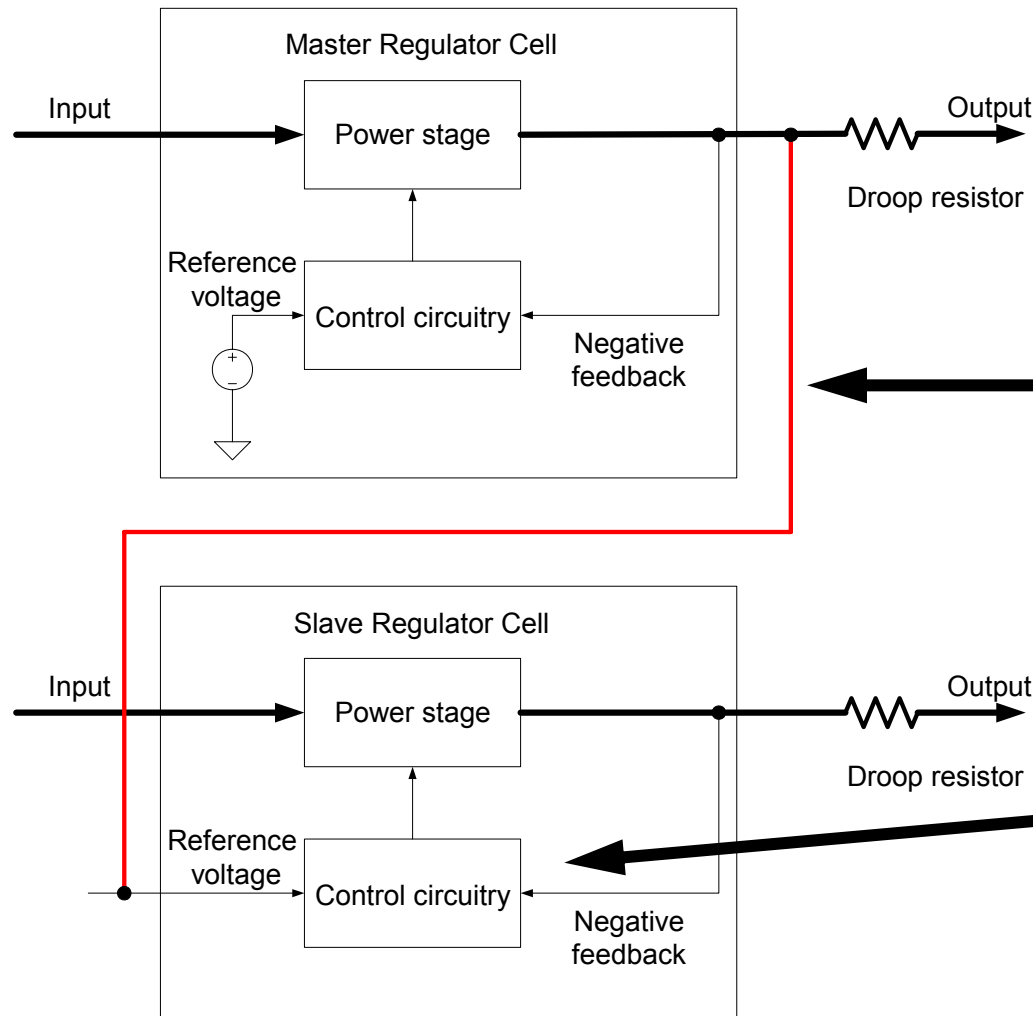 Master Regulator Cell
Input
Power stage
Output
Droop resistor
Reference
voltage
Control circuitry
Negative
feedback
+
−
Slave Regulator Cell
Input
Power stage
Output
Droop resistor
Reference
voltage
Control circuitry
Negative
feedback